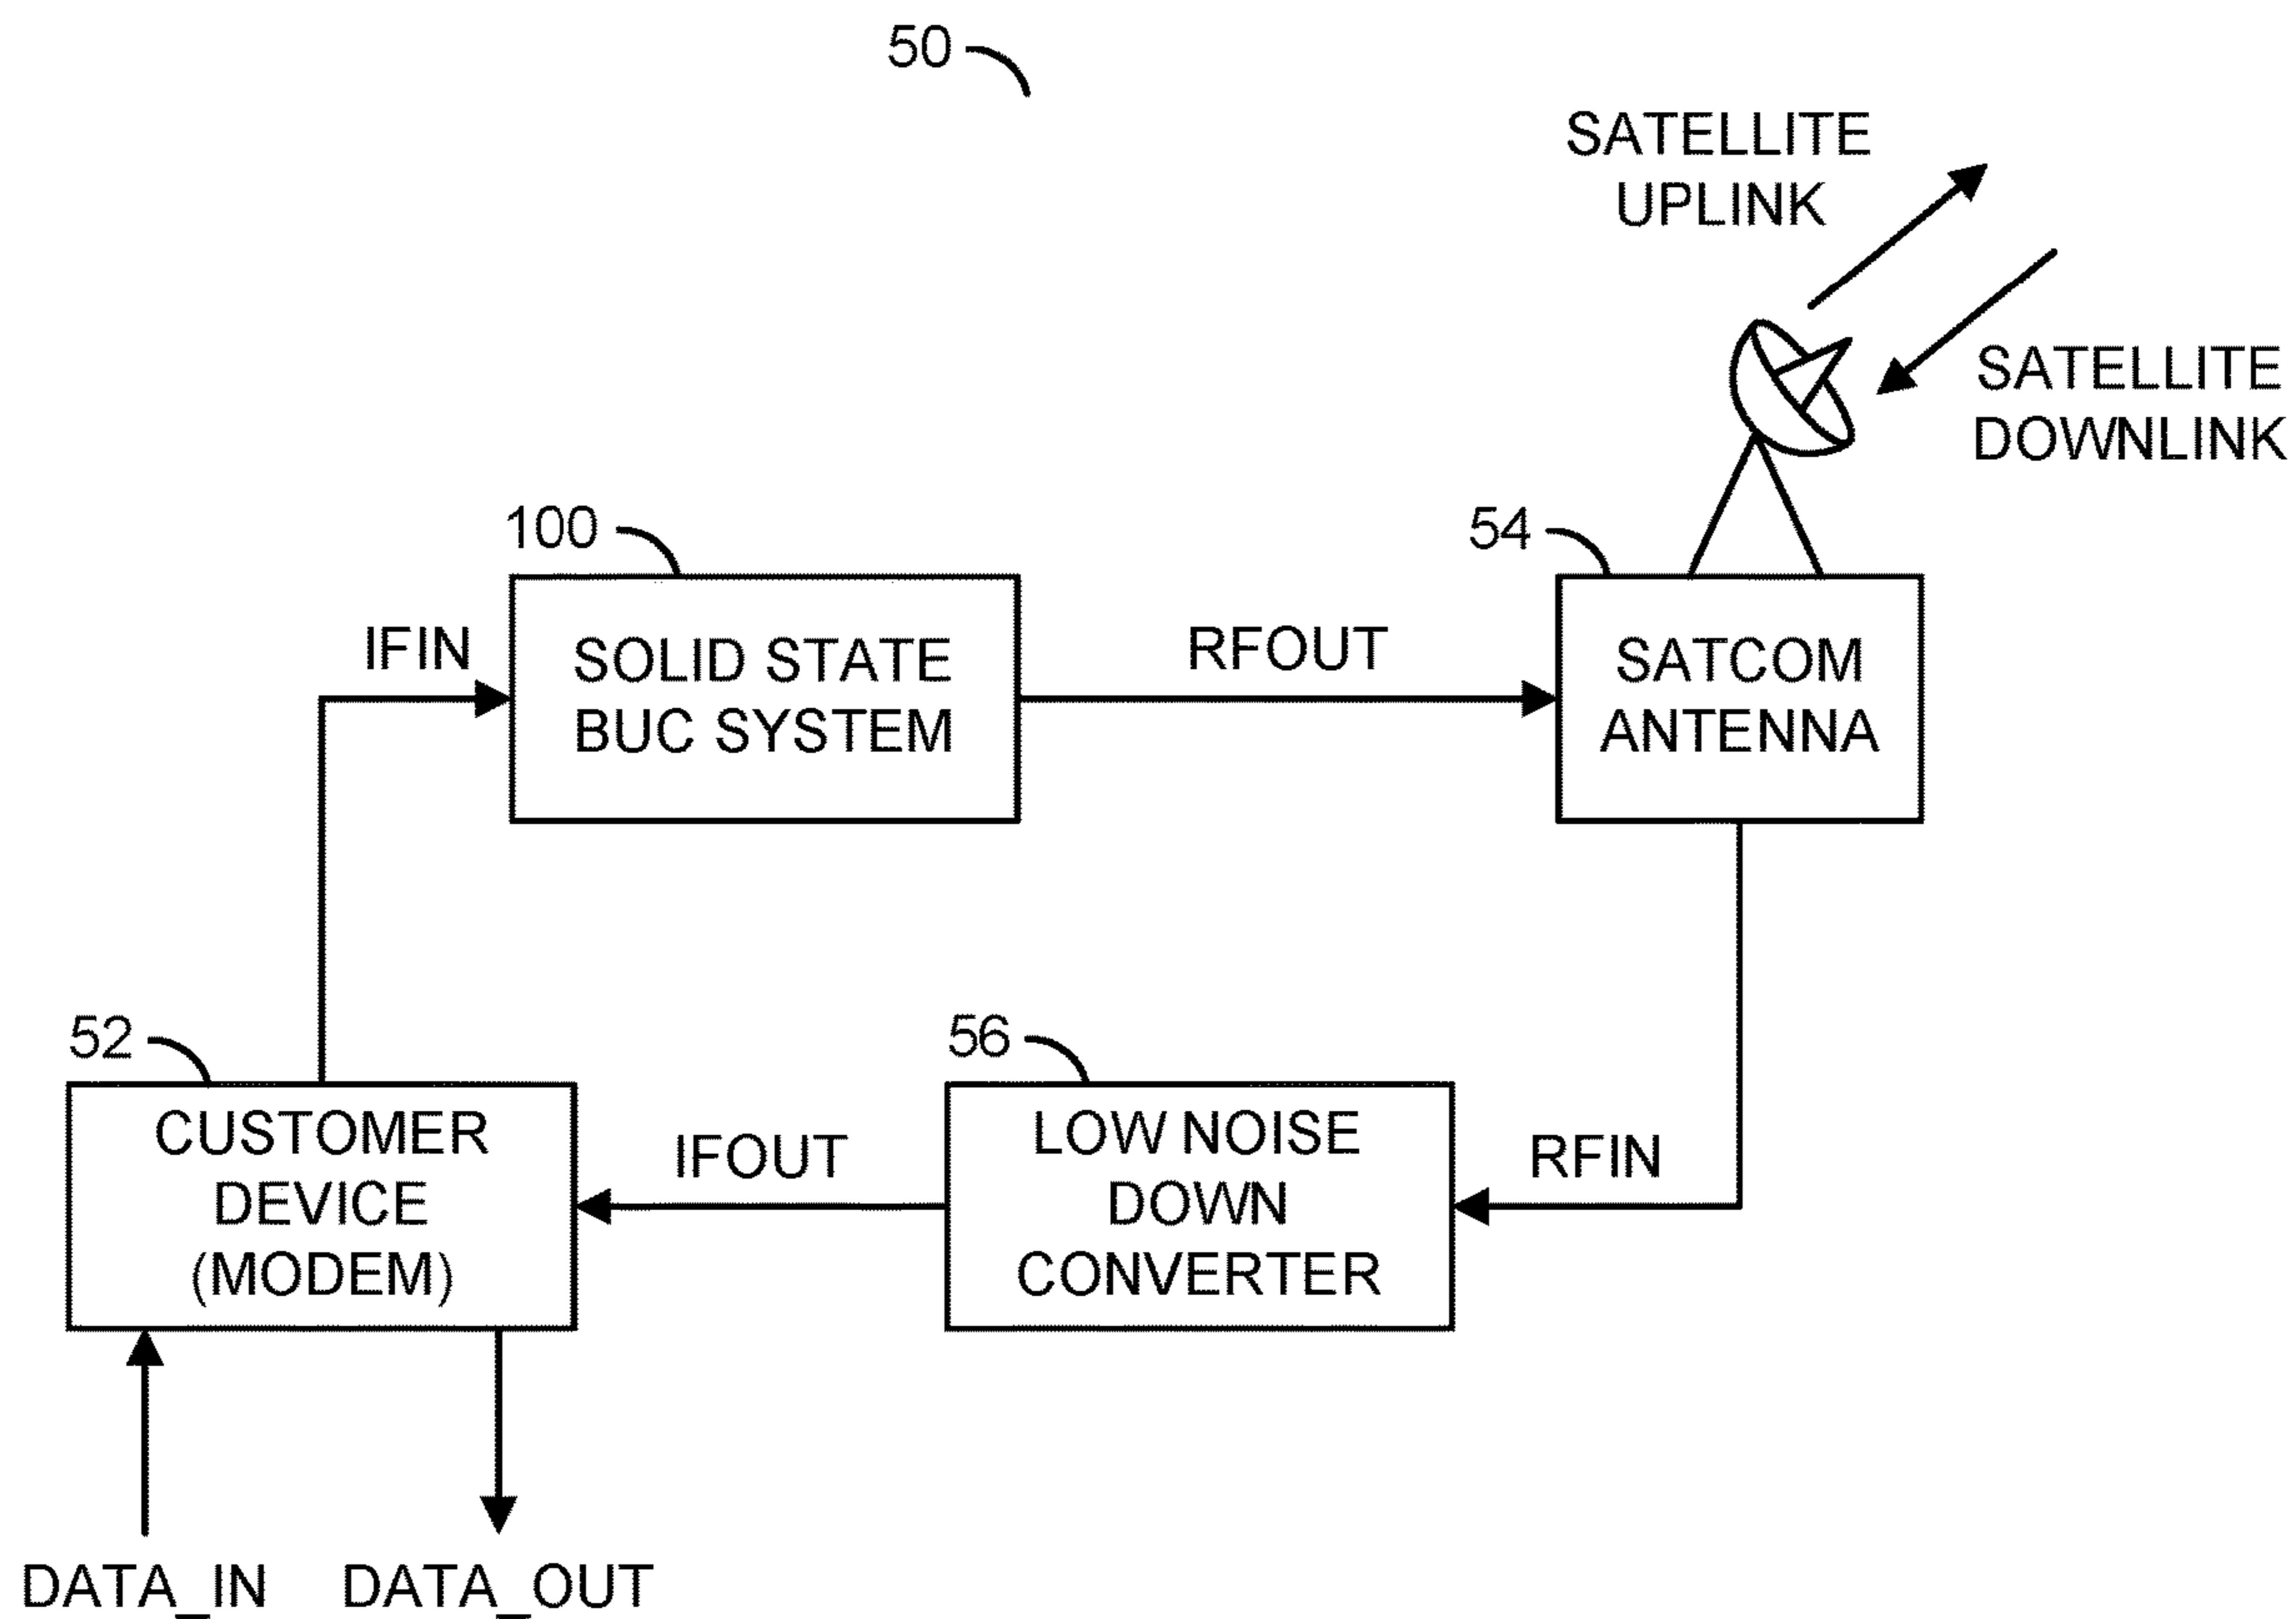 50
SATELLITE
UPLINK
SATELLITE
DOWNLINK
100
54
IFIN
SOLID STATE
BUC SYSTEM
RFOUT
SATCOM
ANTENNA
52
56
CUSTOMER
DEVICE
(MODEM)
IFOUT
LOW NOISE
DOWN
CONVERTER
RFIN
DATA_IN
DATA_OUT